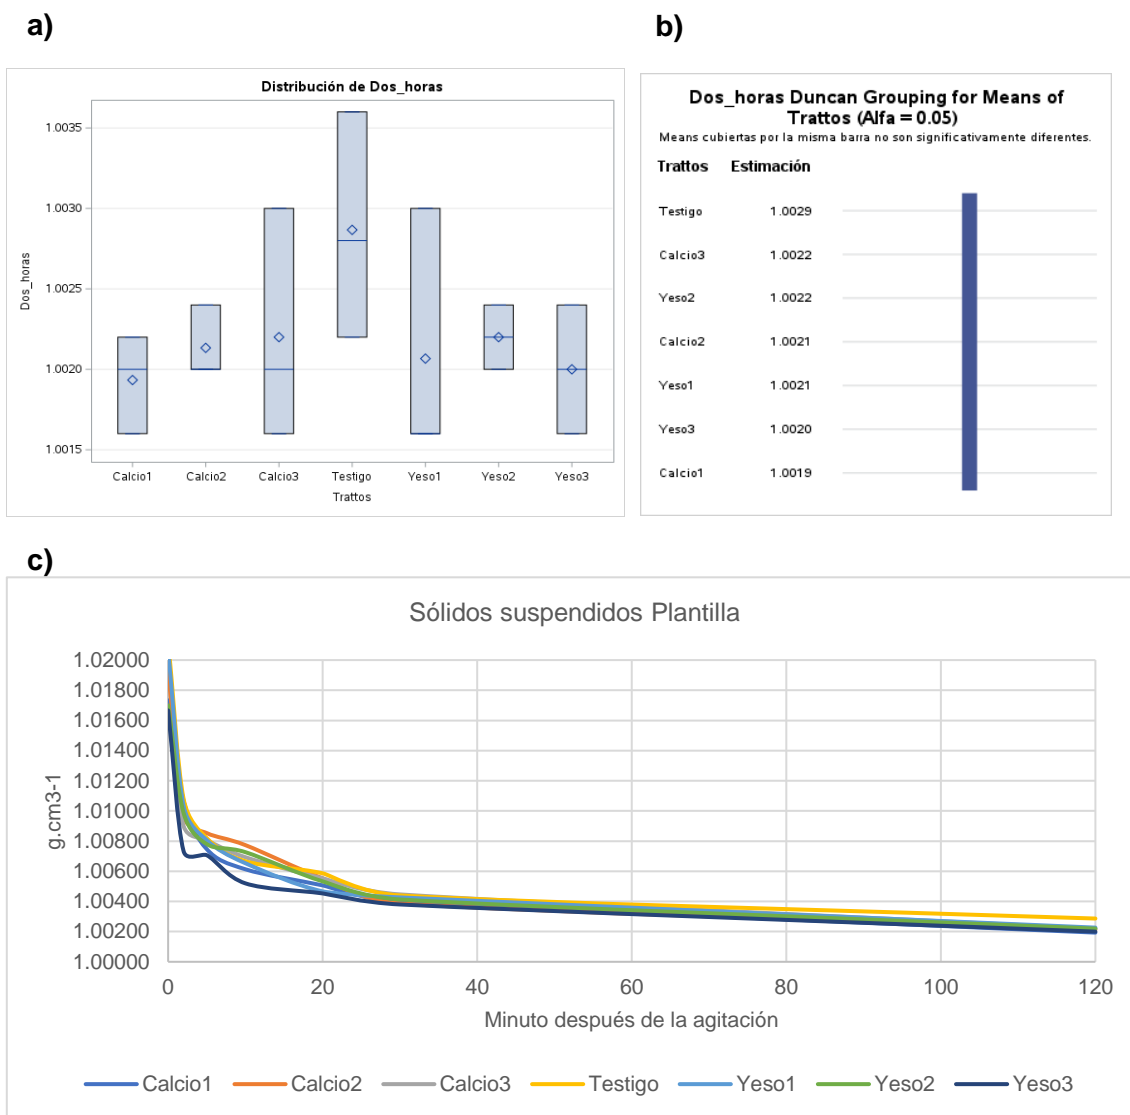 a)
b)
Distribución de Dos_horas
1.0035
1.0030
1.0025
1.0020
1.0015
Dos_horas
Calcio1 Calcio2 Calcio3 Testigo Yeso1 Yeso2 Yeso3
Trattos
Dos_horas Duncan Grouping for Means of
Trattos (Alfa = 0.05)
Means cubiertas por la misma barra no son significativamente diferentes.
Trattos Estimación
Testigo 1.0029
Calcio3 1.0022
Yeso2 1.0022
Calcio2 1.0021
Yeso1 1.0021
Yeso3 1.0020
Calcio1 1.0019
c)
Sólidos suspendidos Plantilla
1.02000
1.01800
1.01600
1.01400
1.01200
1.01000
1.00800
1.00600
1.00400
1.00200
1.00000
g.cm3-1
0 20 40 60 80 100 120
Minuto después de la agitación
Calcio1 Calcio2 Calcio3 Testigo Yeso1 Yeso2 Yeso3